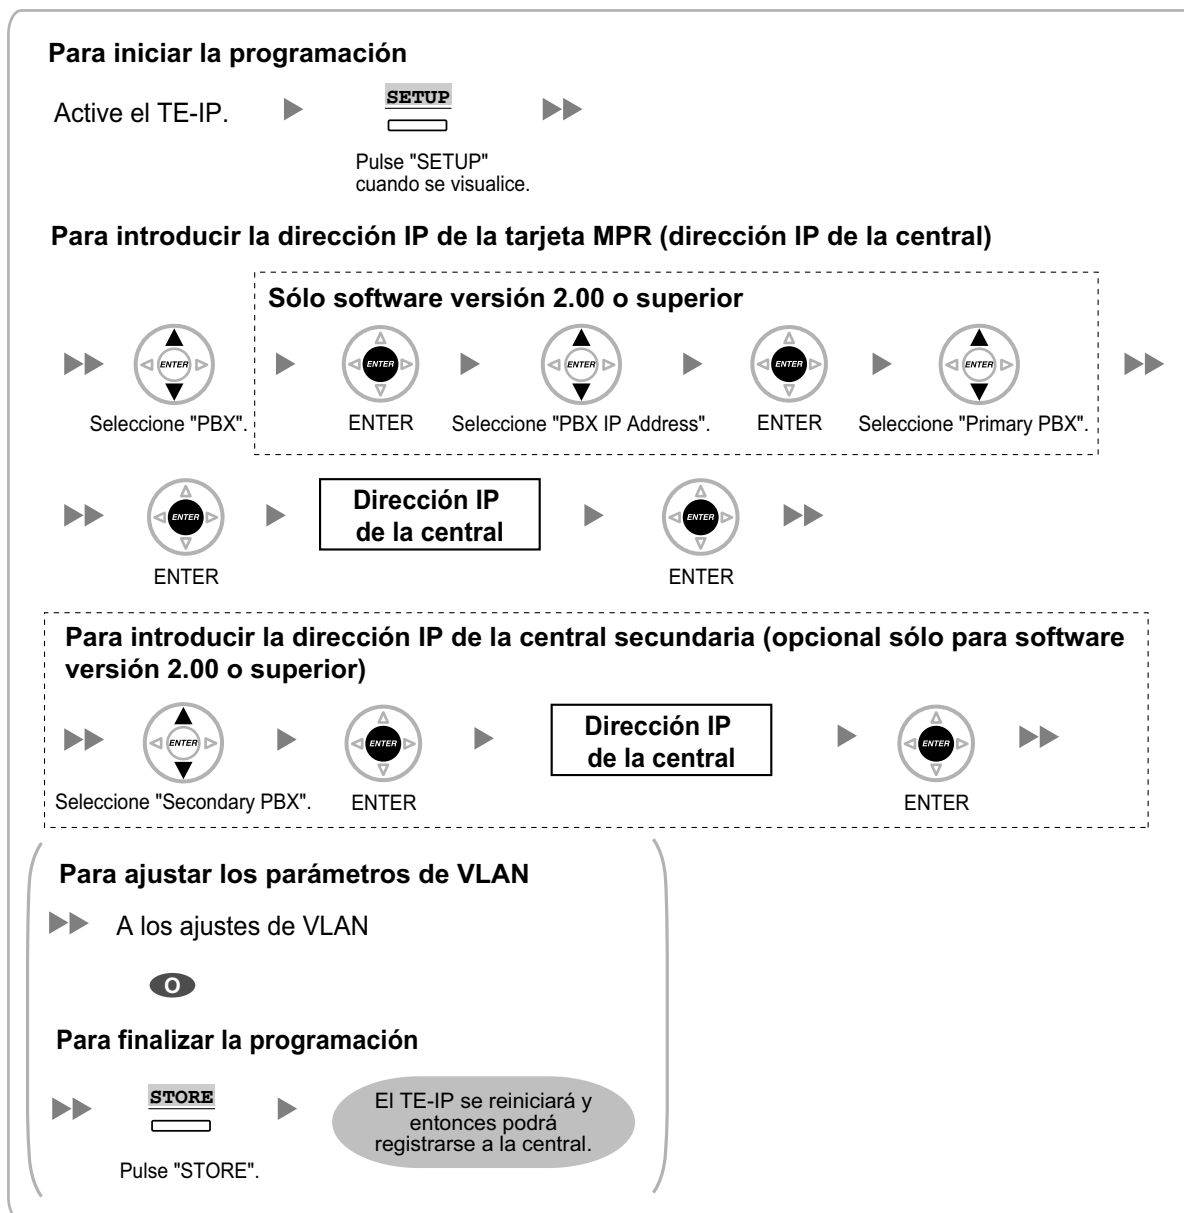 Para iniciar la programación
Active el TE-IP.
SETUP
Pulse "SETUP"
cuando se visualice.
Para introducir la dirección IP de la tarjeta MPR (dirección IP de la central)
Sólo software versión 2.00 o superior
ENTER
ENTER
ENTER
ENTER
ENTER
Seleccione "PBX".
ENTER
Seleccione "PBX IP Address".
ENTER
Seleccione "Primary PBX".
ENTER
Dirección IP
de la central
ENTER
ENTER
ENTER
Para introducir la dirección IP de la central secundaria (opcional sólo para software
versión 2.00 o superior)
ENTER
ENTER
Dirección IP
de la central
ENTER
Seleccione "Secondary PBX".
ENTER
ENTER
Para ajustar los parámetros de VLAN
A los ajustes de VLAN
O
Para finalizar la programación
STORE
Pulse "STORE".
El TE-IP se reiniciará y
entonces podrá
registrarse a la central.